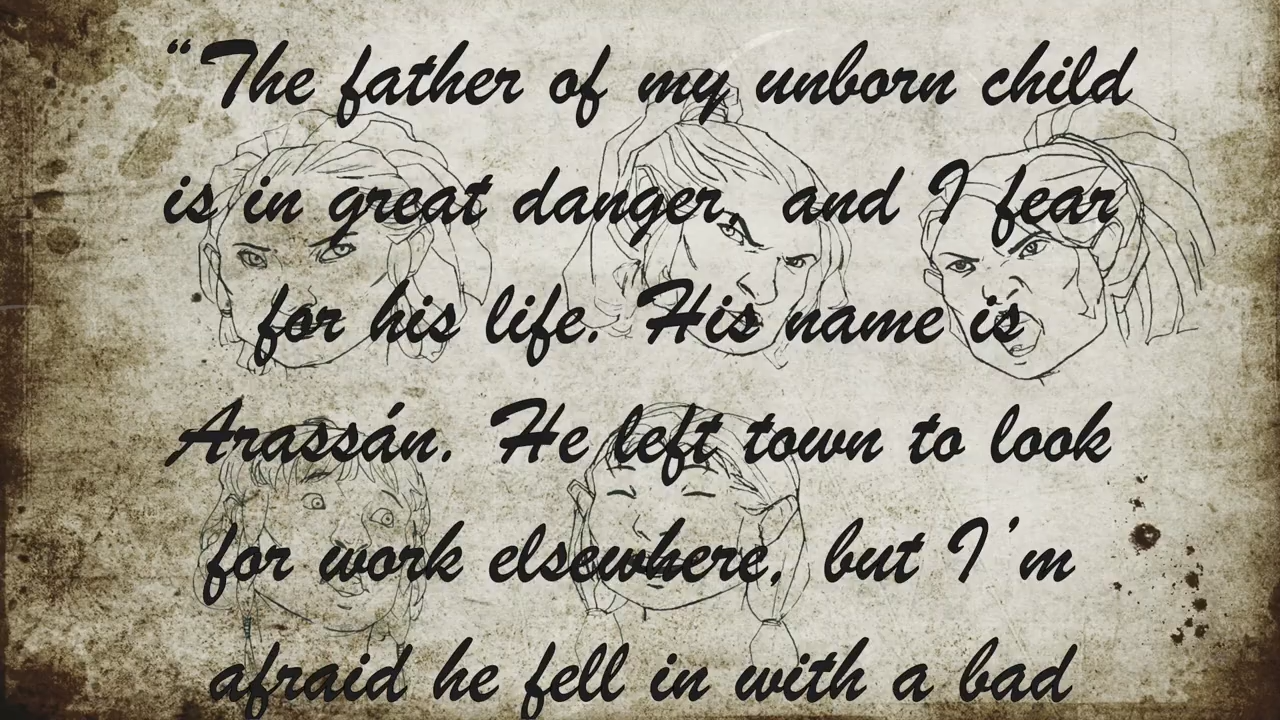 “The father of my unborn child
is in great danger, and I fear
for his life. His name is
Arassán. He left town to look
for work elsewhere, but I’m
afraid he fell in with a bad